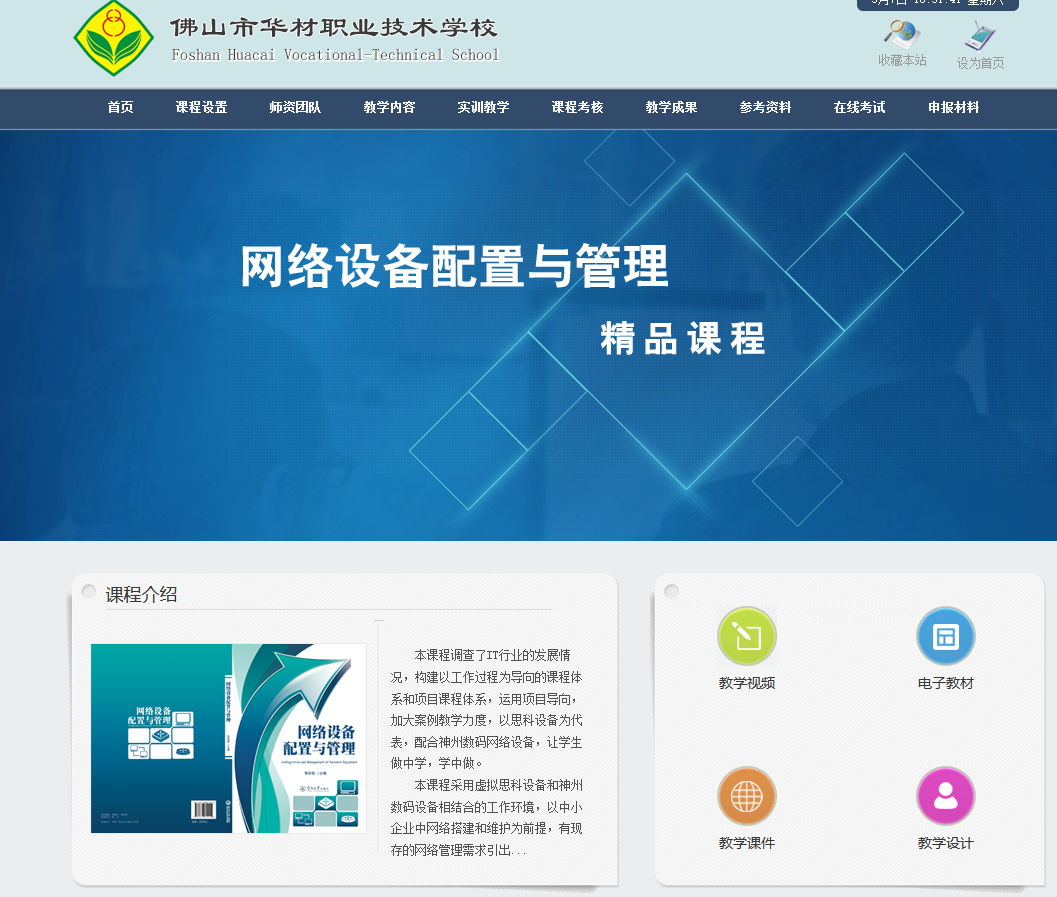 佛山市华材职业技术学校
Foshan Huacai Vocational-Technical School
收藏本站
设为首页
首页 课程设置 师资团队 教学内容 实训教学 课程考核 教学成果 参考资料 在线考试 申报材料
网络设备配置与管理
精品课程
课程介绍
网络设备
配置与管理
网络设备配置与管理
网络设备
配置与管理
本课程调查了IT行业的发展情
况，构建以工作过程为导向的课程体
系和项目课程体系，运用项目导向，
加大案例教学力度，以思科设备为代
表，配合神州数码网络设备，让学生
做中学，学中做。
本课程采用虚拟思科设备和神州
数码设备相结合的工作环境，以中小
企业中网络搭建和维护为前提，有现
存的网络管理需求引出...
教学视频
电子教材
教学课件
教学设计